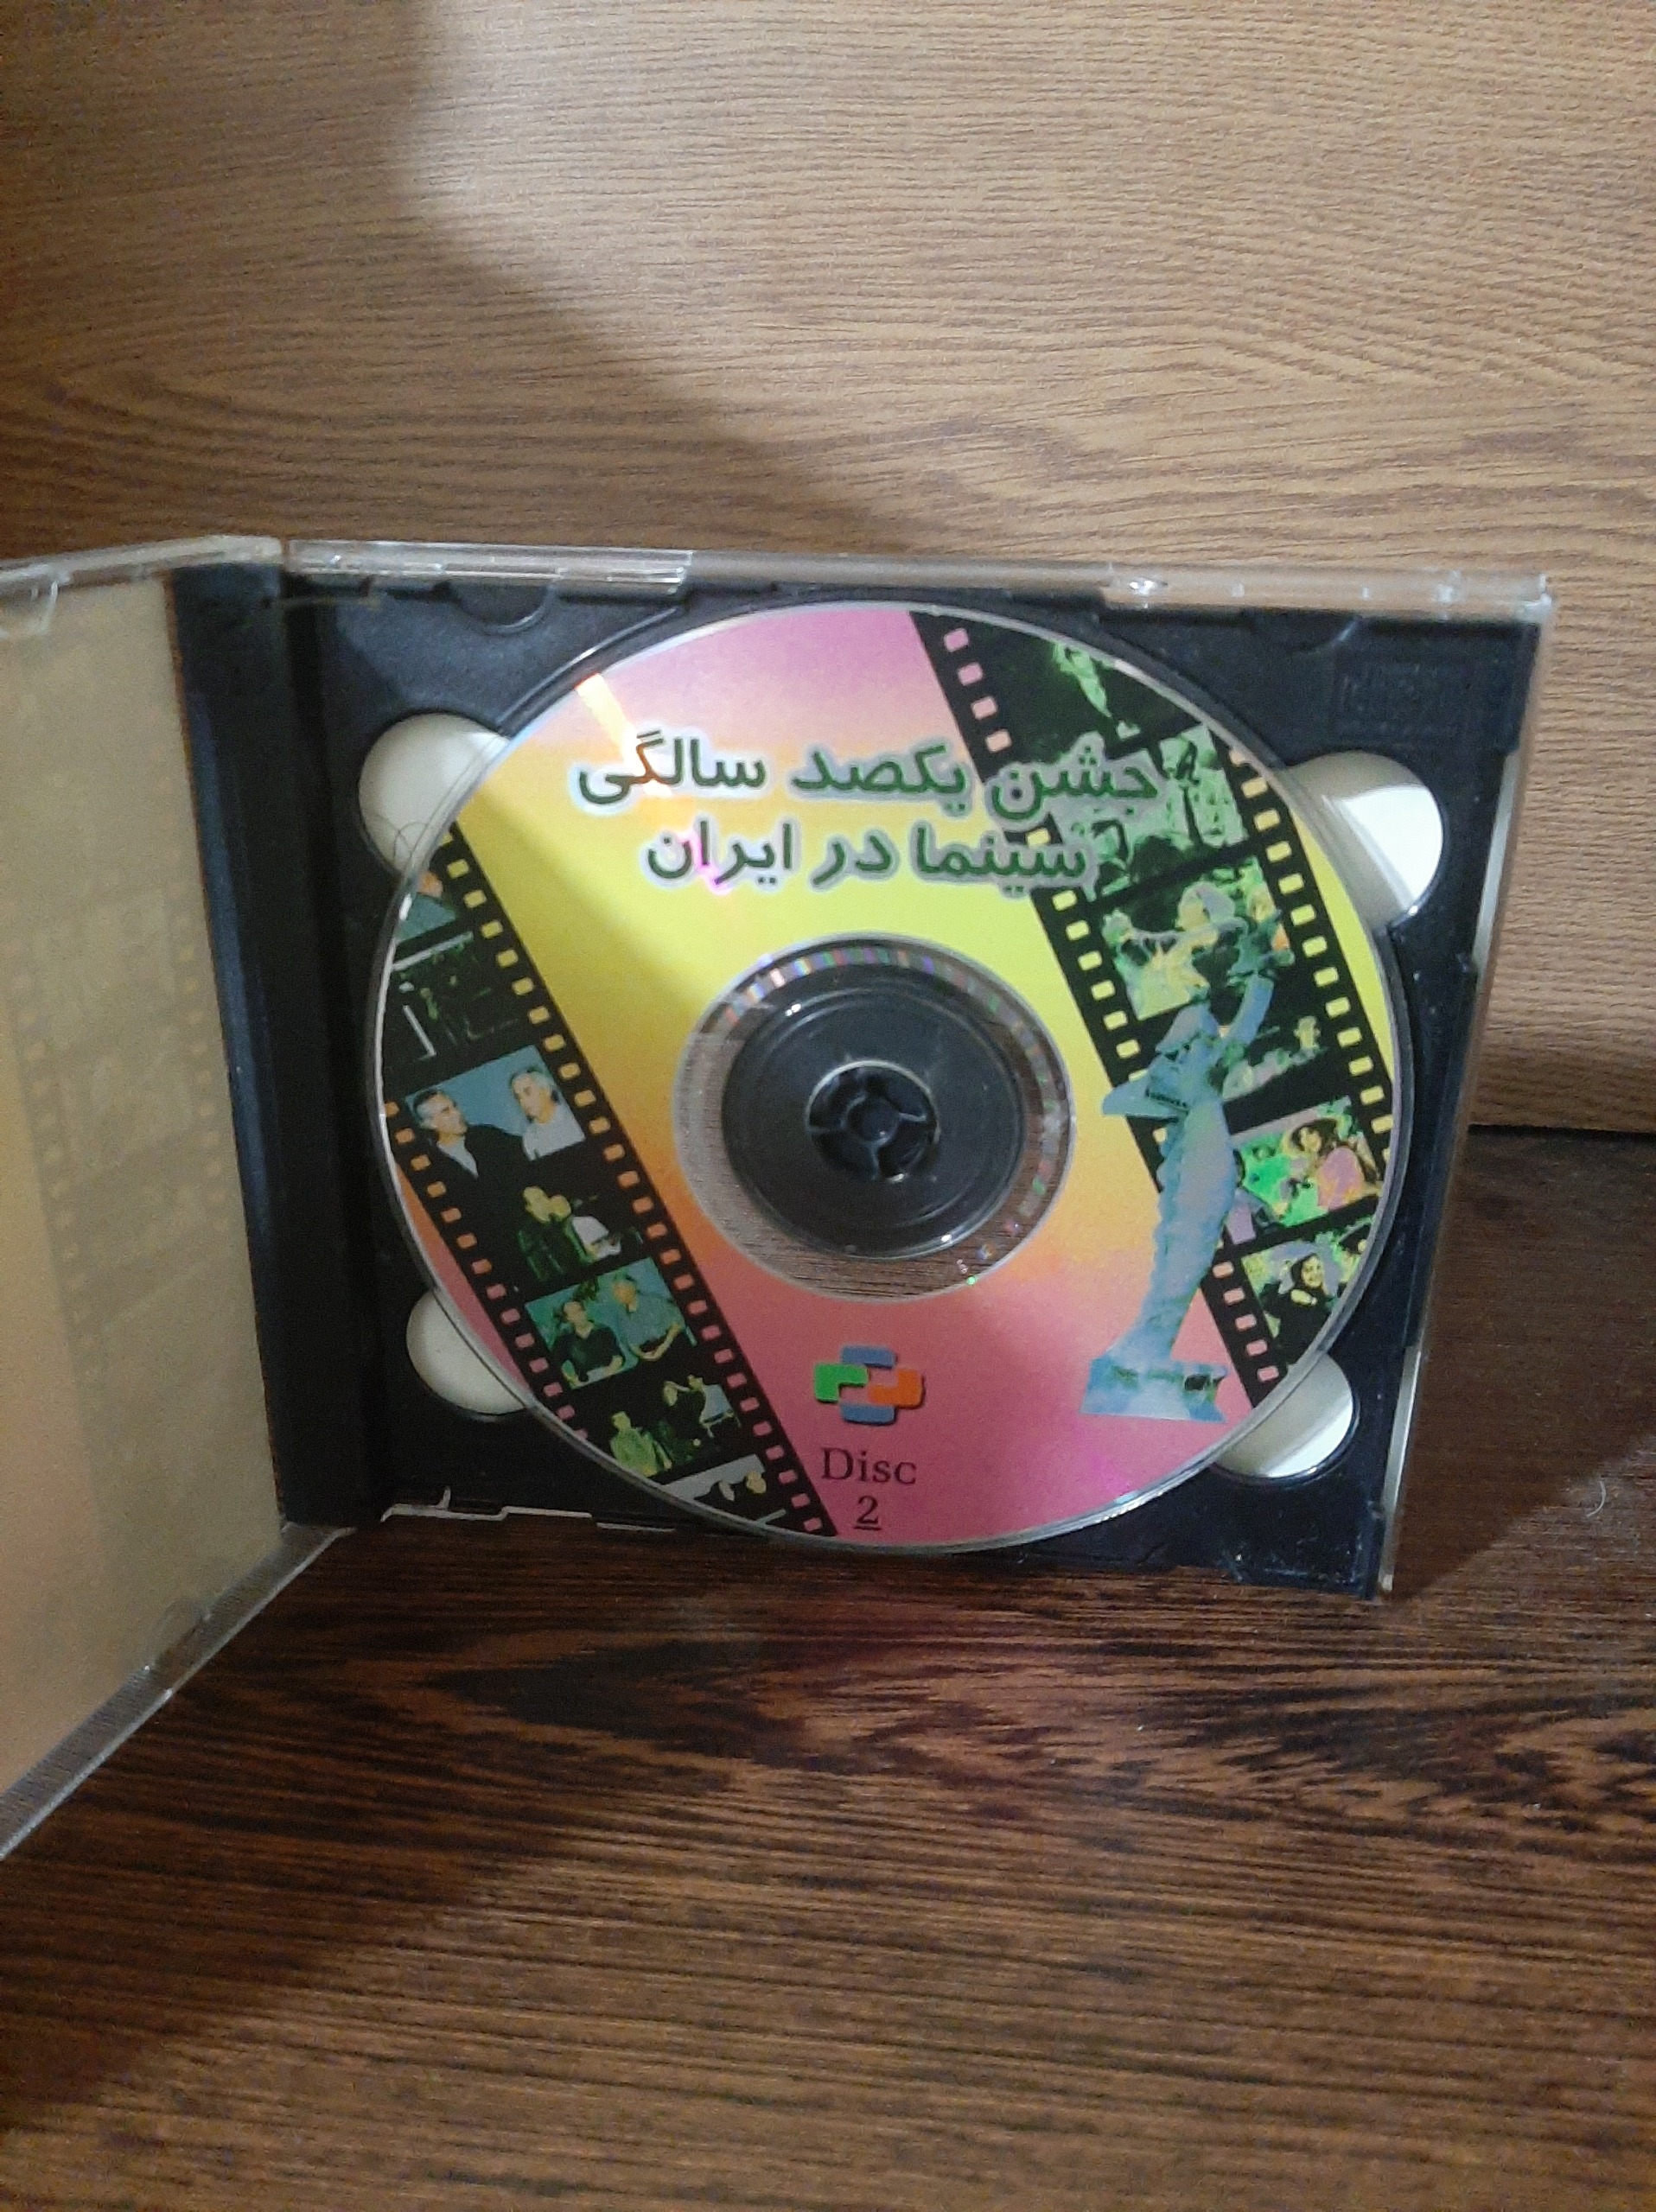 جشن یکصد سالگی
سینما در ایران
Disc
2